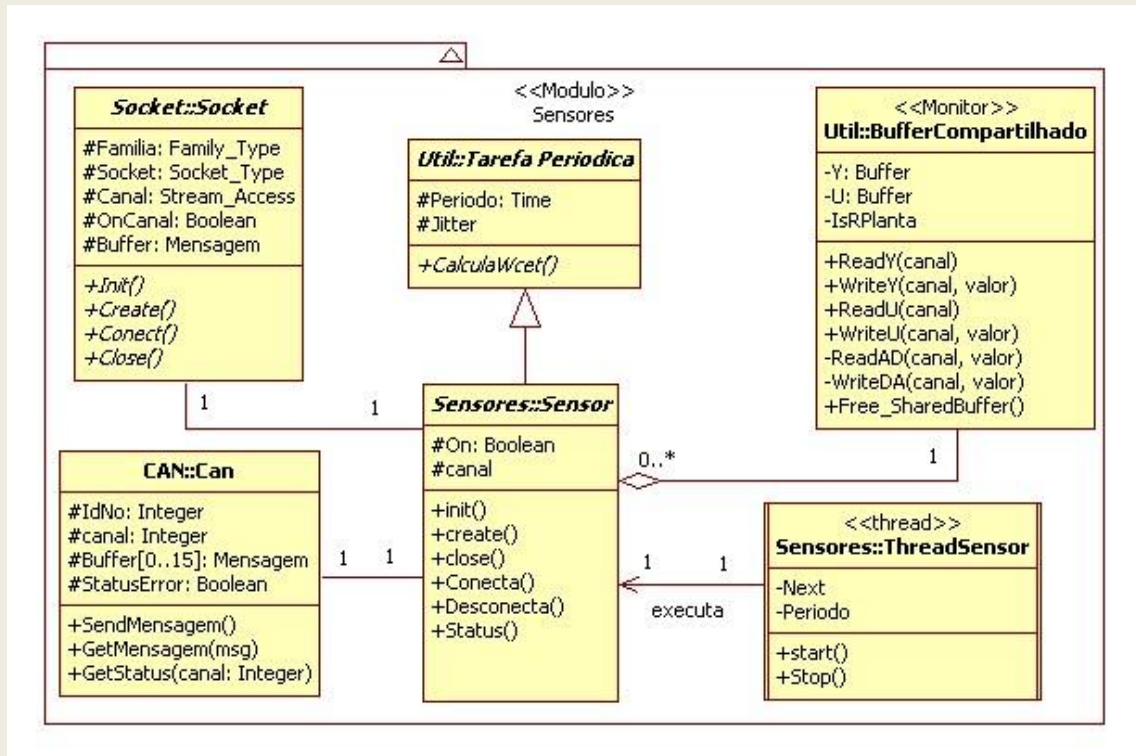 <<Modulo>>
Sensores
Socket::Socket
#Familia: Family_Type
#Socket: Socket_Type
#Canal: Stream_Access
#OnCanal: Boolean
#Buffer: Mensagem
+Init()
+Create()
+Conect()
+Close()
Util::Tarefa Periodica
#Periodo: Time
#Jitter
+CalculaWcet()
<<Monitor>>
Util::BufferCompartilhado
-Y: Buffer
-U: Buffer
-IsRPlanta
+ReadY(canal)
+WriteY(canal, valor)
+ReadU(canal)
+WriteU(canal, valor)
-ReadAD(canal, valor)
-WriteDA(canal, valor)
+Free_SharedBuffer()
1
1
Sensores::Sensor
#On: Boolean
#canal
+init()
+create()
+close()
+Conecta()
+Desconecta()
+Status()
0..*
1
CAN::Can
#IdNo: Integer
#canal: Integer
#Buffer[0..15]: Mensagem
#StatusError: Boolean
+SendMensagem()
+GetMensagem(msg)
+GetStatus(canal: Integer)
1
1
1
1
executa
<<thread>>
Sensores::ThreadSensor
-Next
-Periodo
+start()
+Stop()